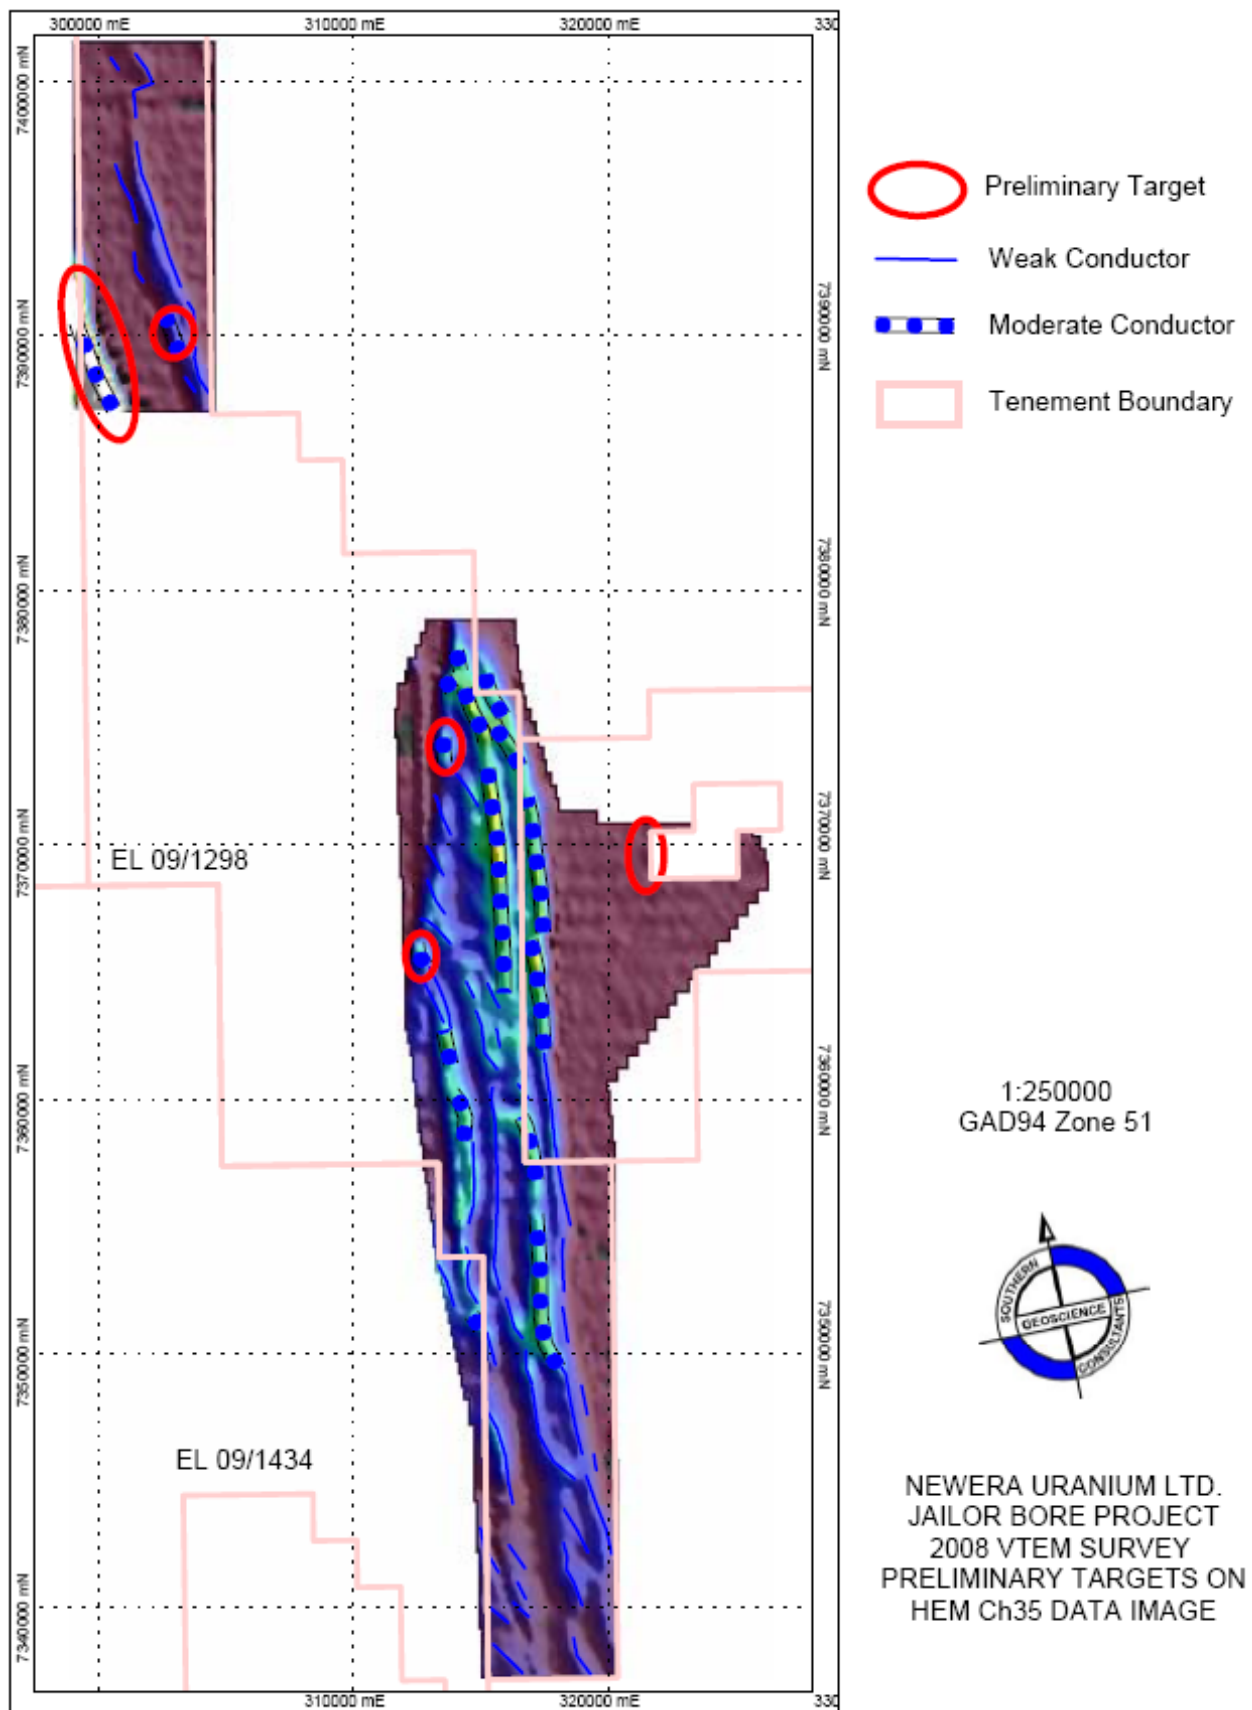 300000 mE
310000 mE
320000 mE
330
7400000 mN
7390000 mN
7390000 mN
7380000 mN
7380000 mN
7370000 mN
7370000 mN
7360000 mN
7360000 mN
7350000 mN
7350000 mN
7340000 mN
EL 09/1298
EL 09/1434
310000 mE
320000 mE
330
Preliminary Target
Weak Conductor
Moderate Conductor
Tenement Boundary
1:250000
GAD94 Zone 51
SOUTHERN
GEOSCIENCE
CONSULTANTS
NEWERA URANIUM LTD.
JAILOR BORE PROJECT
2008 VTEM SURVEY
PRELIMINARY TARGETS ON
HEM Ch35 DATA IMAGE